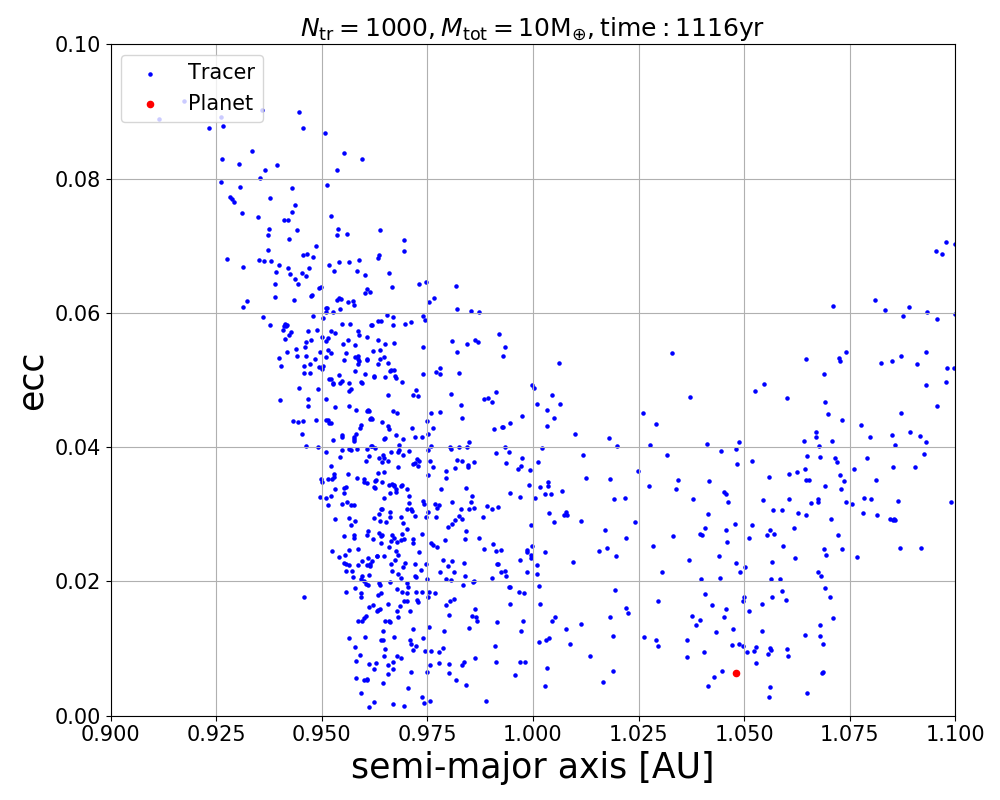 N_tr = 1000, M_tot = 10M_⊕, time : 1116yr
Tracer
Planet
0.10
0.08
0.06
0.04
0.02
0.00
ecc
0.900 0.925 0.950 0.975 1.000 1.025 1.050 1.075 1.100
semi-major axis [AU]